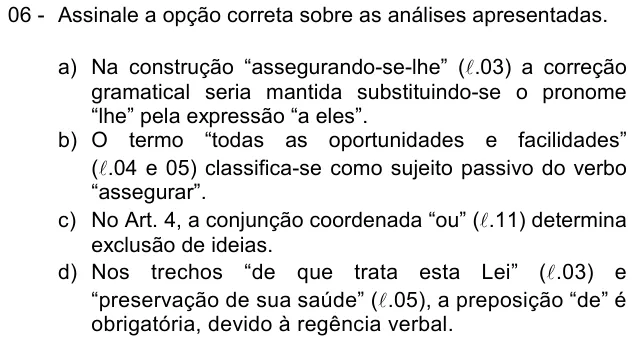 06 - Assinale a opção correta sobre as análises apresentadas.
a) Na construção “assegurando-se-lhe” (ℓ.03) a correção
gramatical seria mantida substituindo-se o pronome
“lhe” pela expressão “a eles”.
b) O termo “todas as oportunidades e facilidades”
(ℓ.04 e 05) classifica-se como sujeito passivo do verbo
“assegurar”.
c) No Art. 4, a conjunção coordenada “ou” (ℓ.11) determina
exclusão de ideias.
d) Nos trechos “de que trata esta Lei” (ℓ.03) e
“preservação de sua saúde” (ℓ.05), a preposição “de” é
obrigatória, devido à regência verbal.